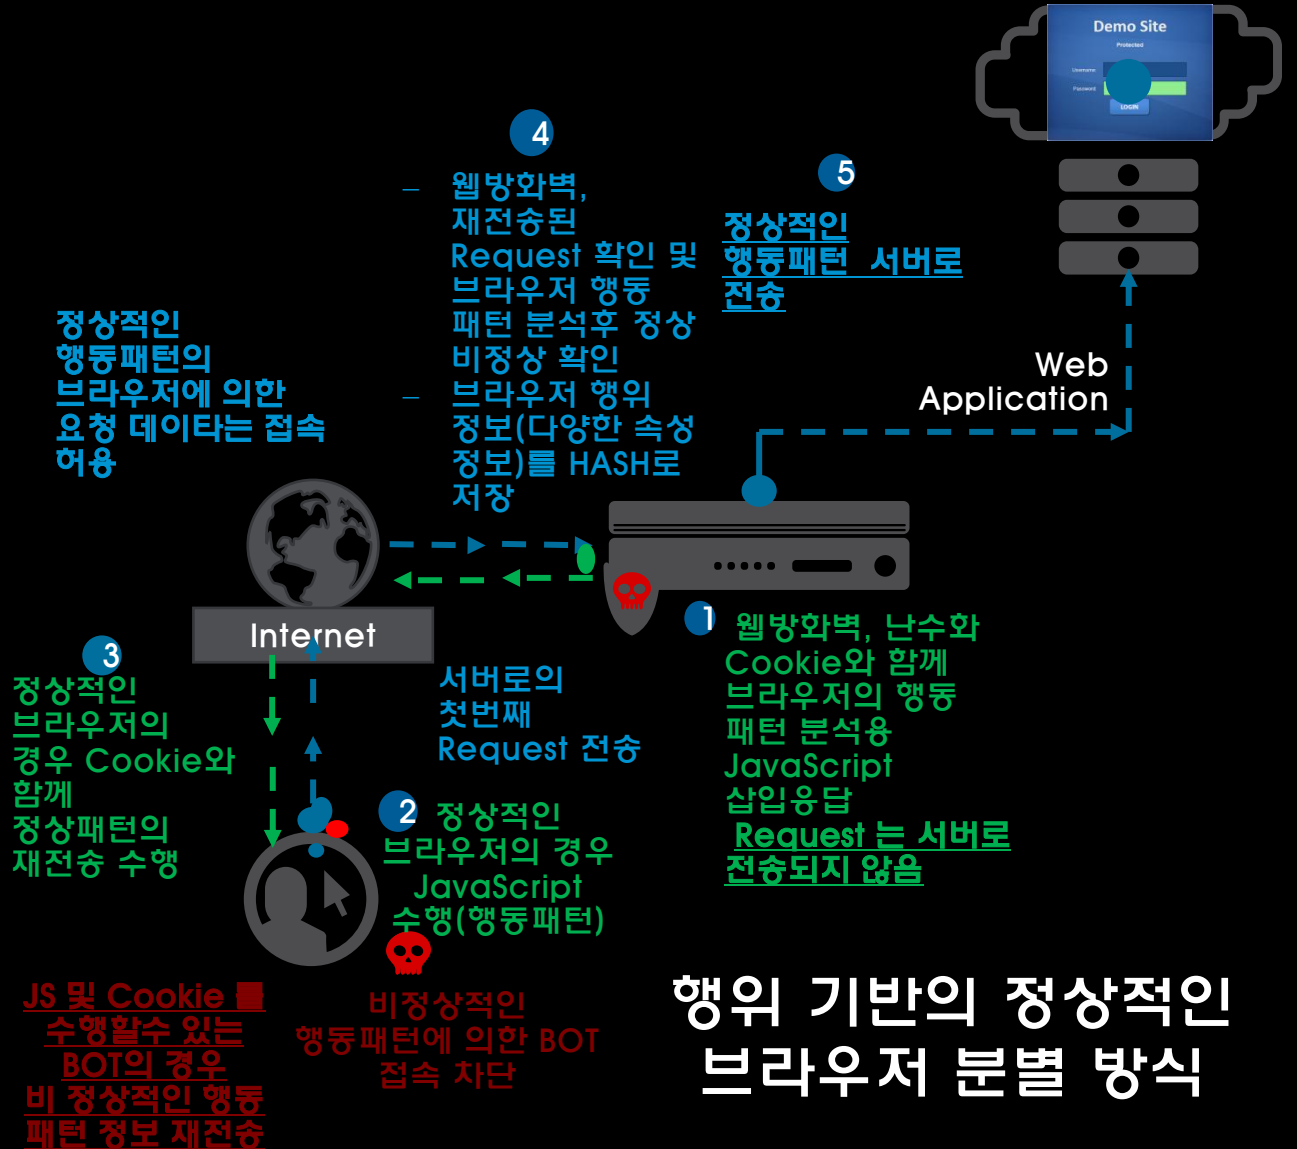 Demo Site
Protected
Username
Password
LOGIN
4
– 웹방화벽,
재전송된
Request 확인 및
브라우저 행동
패턴 분석후 정상
비정상 확인
– 브라우저 행위
정보(다양한 속성
정보)를 HASH로
저장
5
정상적인
행동패턴 서버로
전송
정상적인
행동패턴의
브라우저에 의한
요청 데이타는 접속
허용
Web
Application
Internet
1
웹방화벽, 난수화
Cookie와 함께
브라우저의 행동
패턴 분석용
JavaScript
삽입응답
Request 는 서버로
전송되지 않음
3
정상적인
브라우저의
경우 Cookie와
함께
정상패턴의
재전송 수행
서버로의
첫번째
Request 전송
2
정상적인
브라우저의 경우
JavaScript
수행(행동패턴)
JS 및 Cookie 를
수행할수 있는
BOT의 경우
비 정상적인 행동
패턴 정보 재전송
비정상적인
행동패턴에 의한 BOT
접속 차단
행위 기반의 정상적인
브라우저 분별 방식